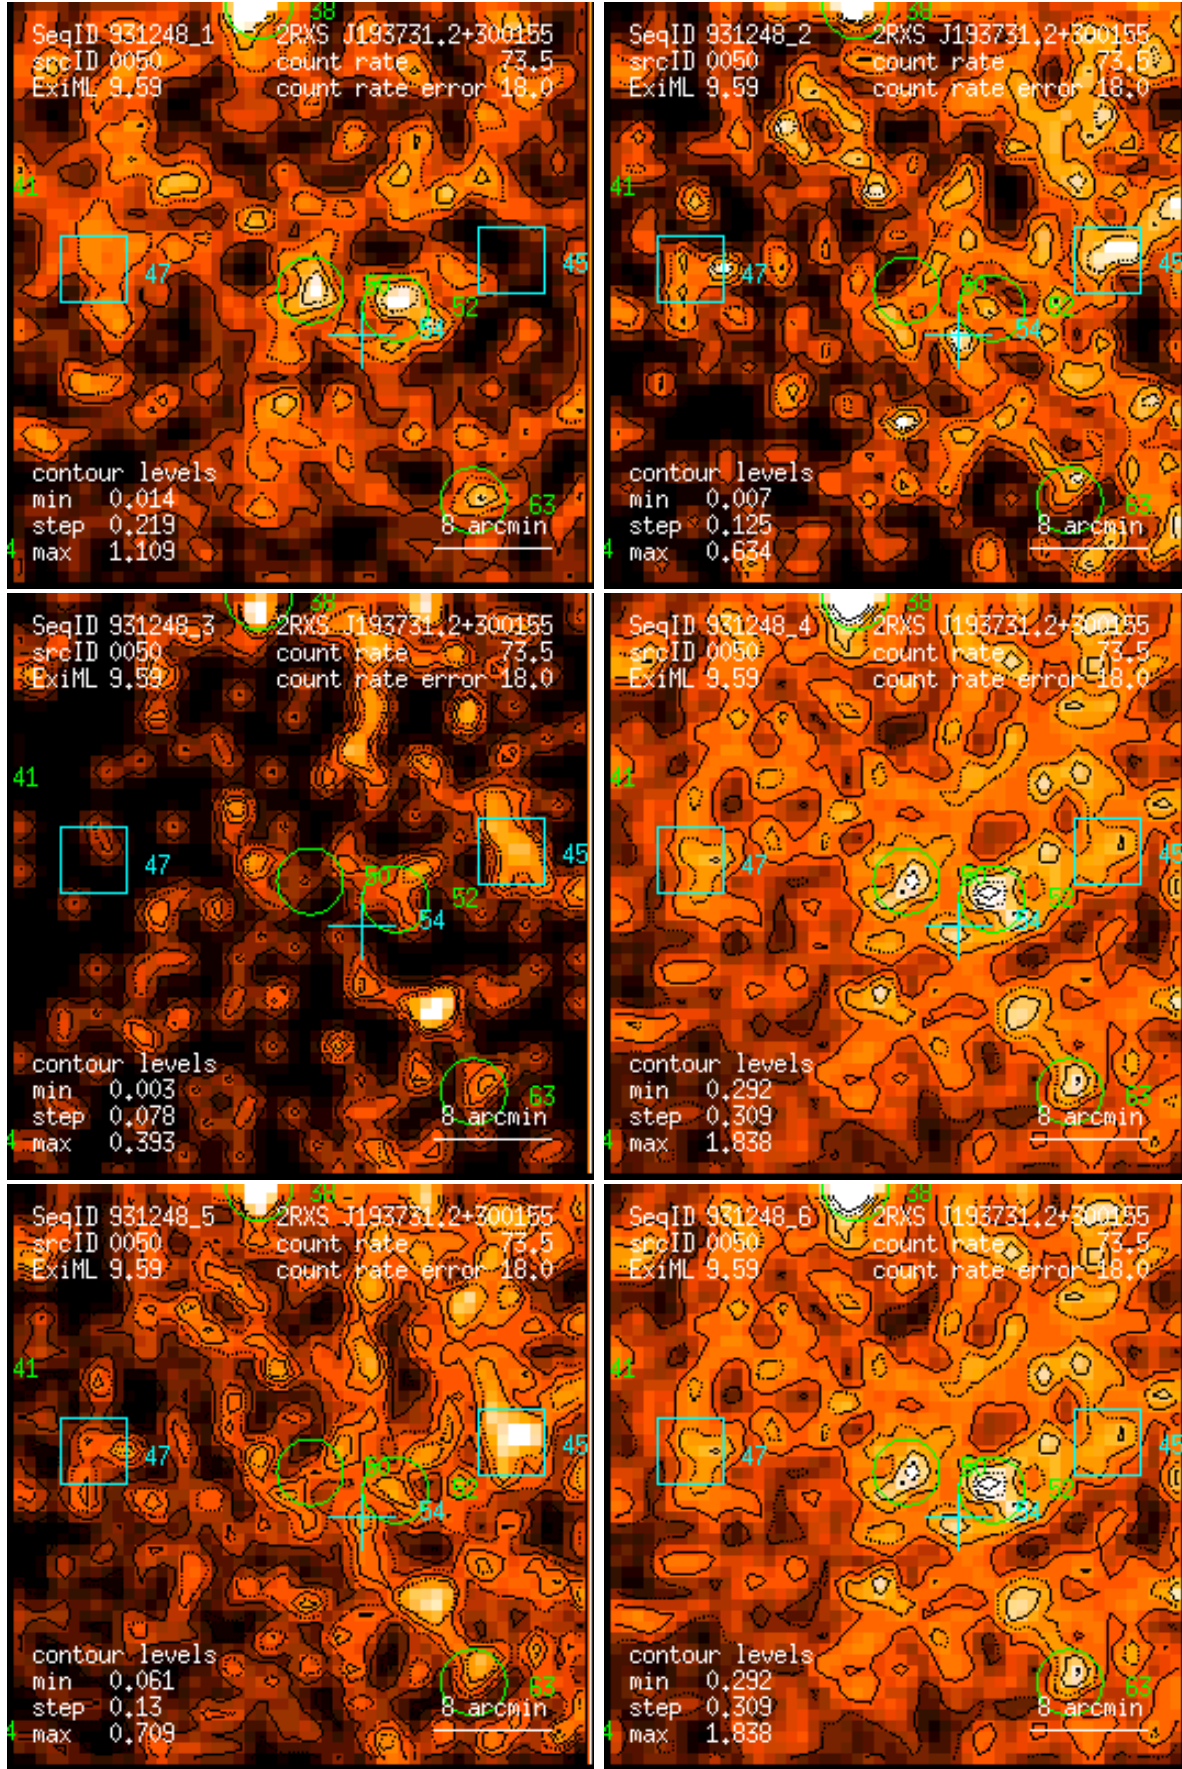 38
SeqID 931248_1 2RXS J193731.2+300155
srcID 0050 count rate 73.5
ExiML 9.59 count rate error 18.0
41
47
45
50
52
54
contour levels
min 0.014
step 0.219
max 1.109
63
8 arcmin
4
38
SeqID 931248_2 2RXS J193731.2+300155
srcID 0050 count rate 73.5
ExiML 9.59 count rate error 18.0
41
47
45
50
52
54
contour levels
min 0.007
step 0.125
max 0.634
63
8 arcmin
4
38
SeqID 931248_3 2RXS J193731.2+300155
srcID 0050 count rate 73.5
ExiML 9.59 count rate error 18.0
41
47
45
50
52
54
contour levels
min 0.003
step 0.078
max 0.393
63
8 arcmin
4
38
SeqID 931248_4 2RXS J193731.2+300155
srcID 0050 count rate 73.5
ExiML 9.59 count rate error 18.0
41
47
45
50
52
54
contour levels
min 0.292
step 0.309
max 1.838
63
8 arcmin
4
38
SeqID 931248_5 2RXS J193731.2+300155
srcID 0050 count rate 73.5
ExiML 9.59 count rate error 18.0
41
47
45
50
52
54
contour levels
min 0.061
step 0.13
max 0.709
63
8 arcmin
4
38
SeqID 931248_6 2RXS J193731.2+300155
srcID 0050 count rate 73.5
ExiML 9.59 count rate error 18.0
41
47
45
50
52
54
contour levels
min 0.292
step 0.309
max 1.838
63
8 arcmin
4